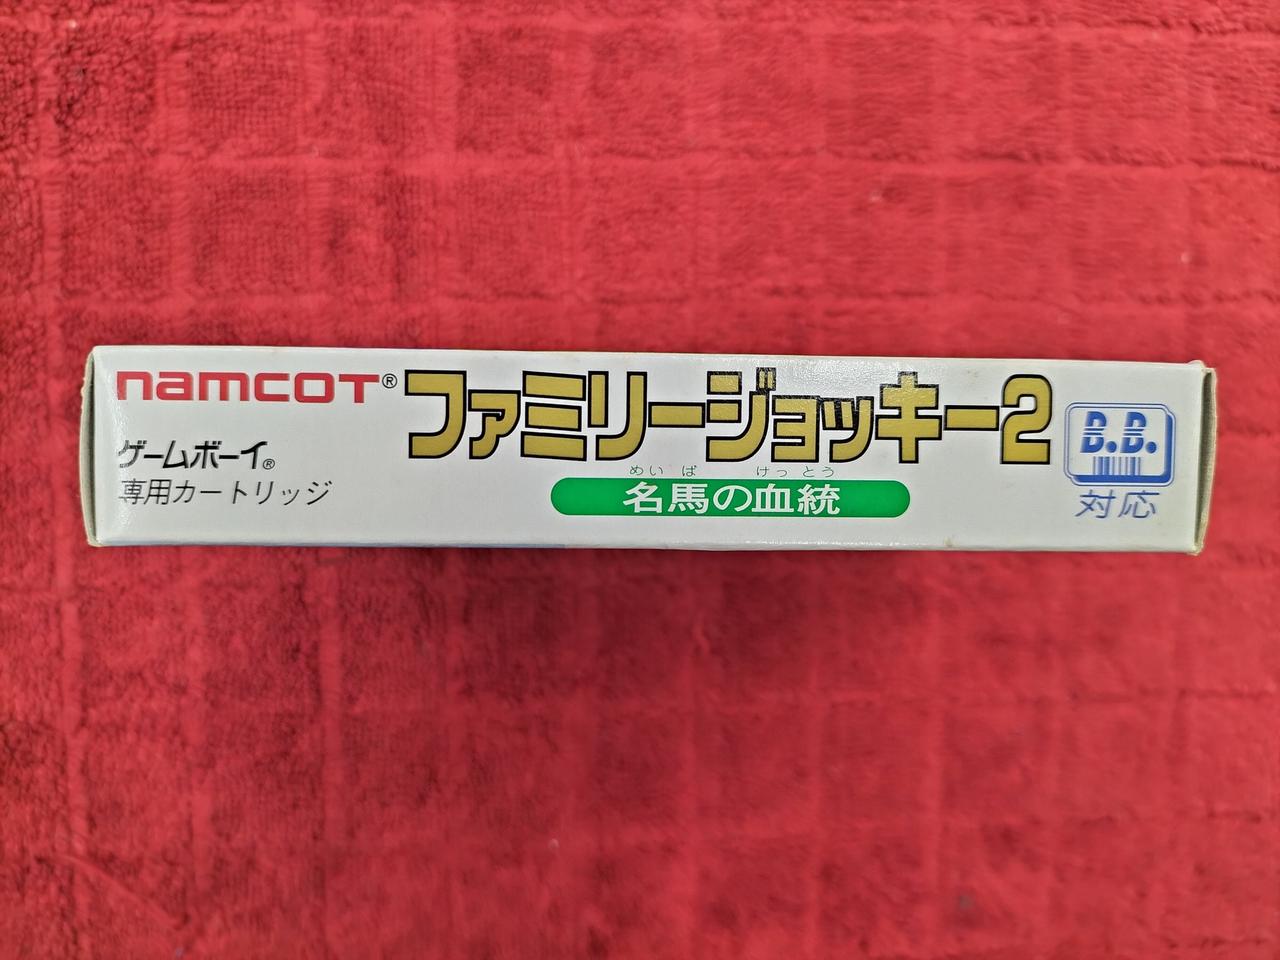 namcot®
ゲームボーイ®
専用カートリッジ
ファミリージョッキー2
めいば けっとう
名馬の血統
B.B.
対応